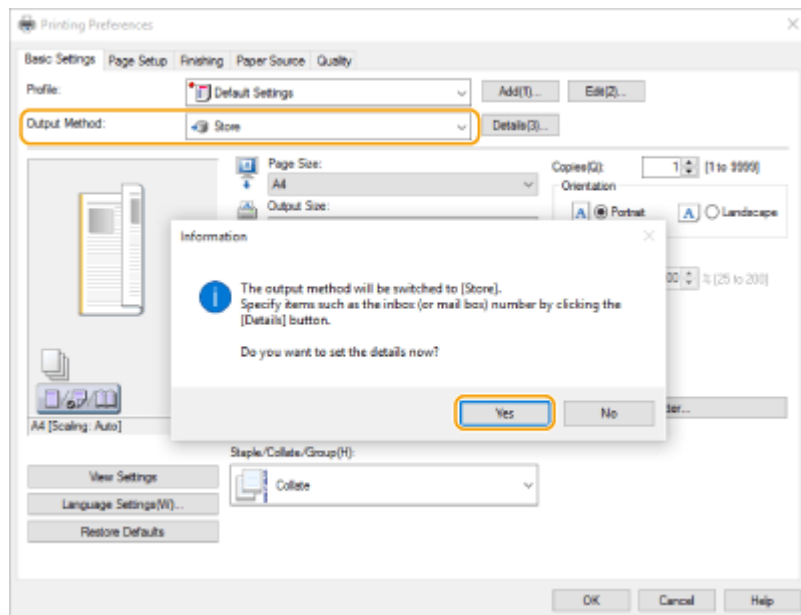 Printing Preferences
Basic Settings Page Setup Finishing Paper Source Quality
Profile: Default Settings Add(1)... Edit(2)...
Output Method: Store Details(3)...
Page Size:
A4
Output Size:
Copies(Q): 1 [1 to 9999]
Orientation
A Portrait A Landscape
Information
The output method will be switched to [Store].
Specify items such as the inbox (or mail box) number by clicking the
[Details] button.
Do you want to set the details now?
Yes No
00 % [25 to 200]
A4 [Scaling: Auto]
Staple/Collate/Group(H):
Collate
View Settings
Language Settings(W)...
Restore Defaults
OK Cancel Help